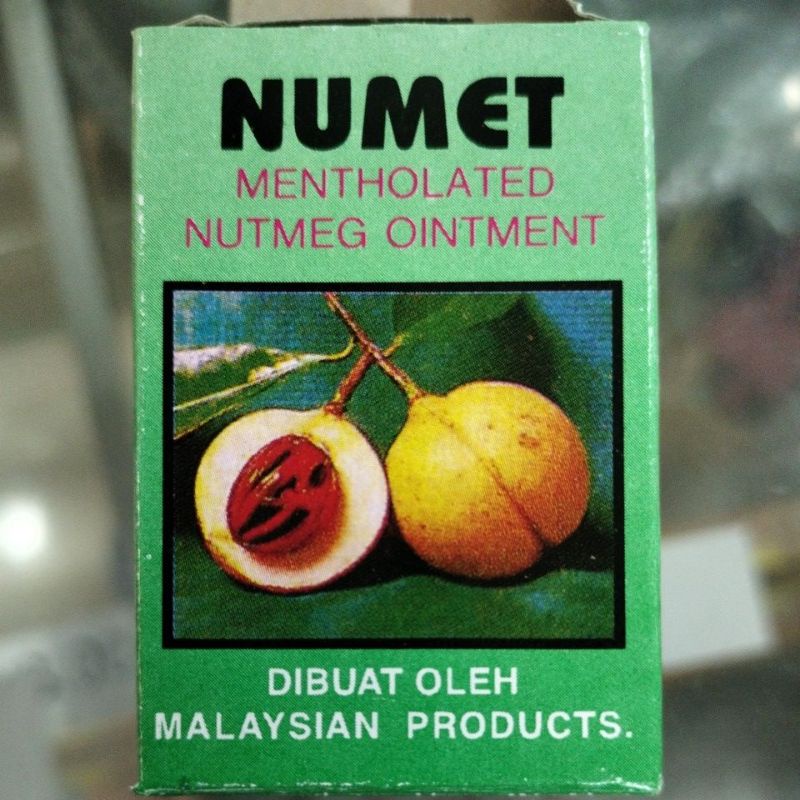 NUMET
MENTHOLATED
NUTMEG OINTMENT
DIBUAT OLEH
MALAYSIAN PRODUCTS.